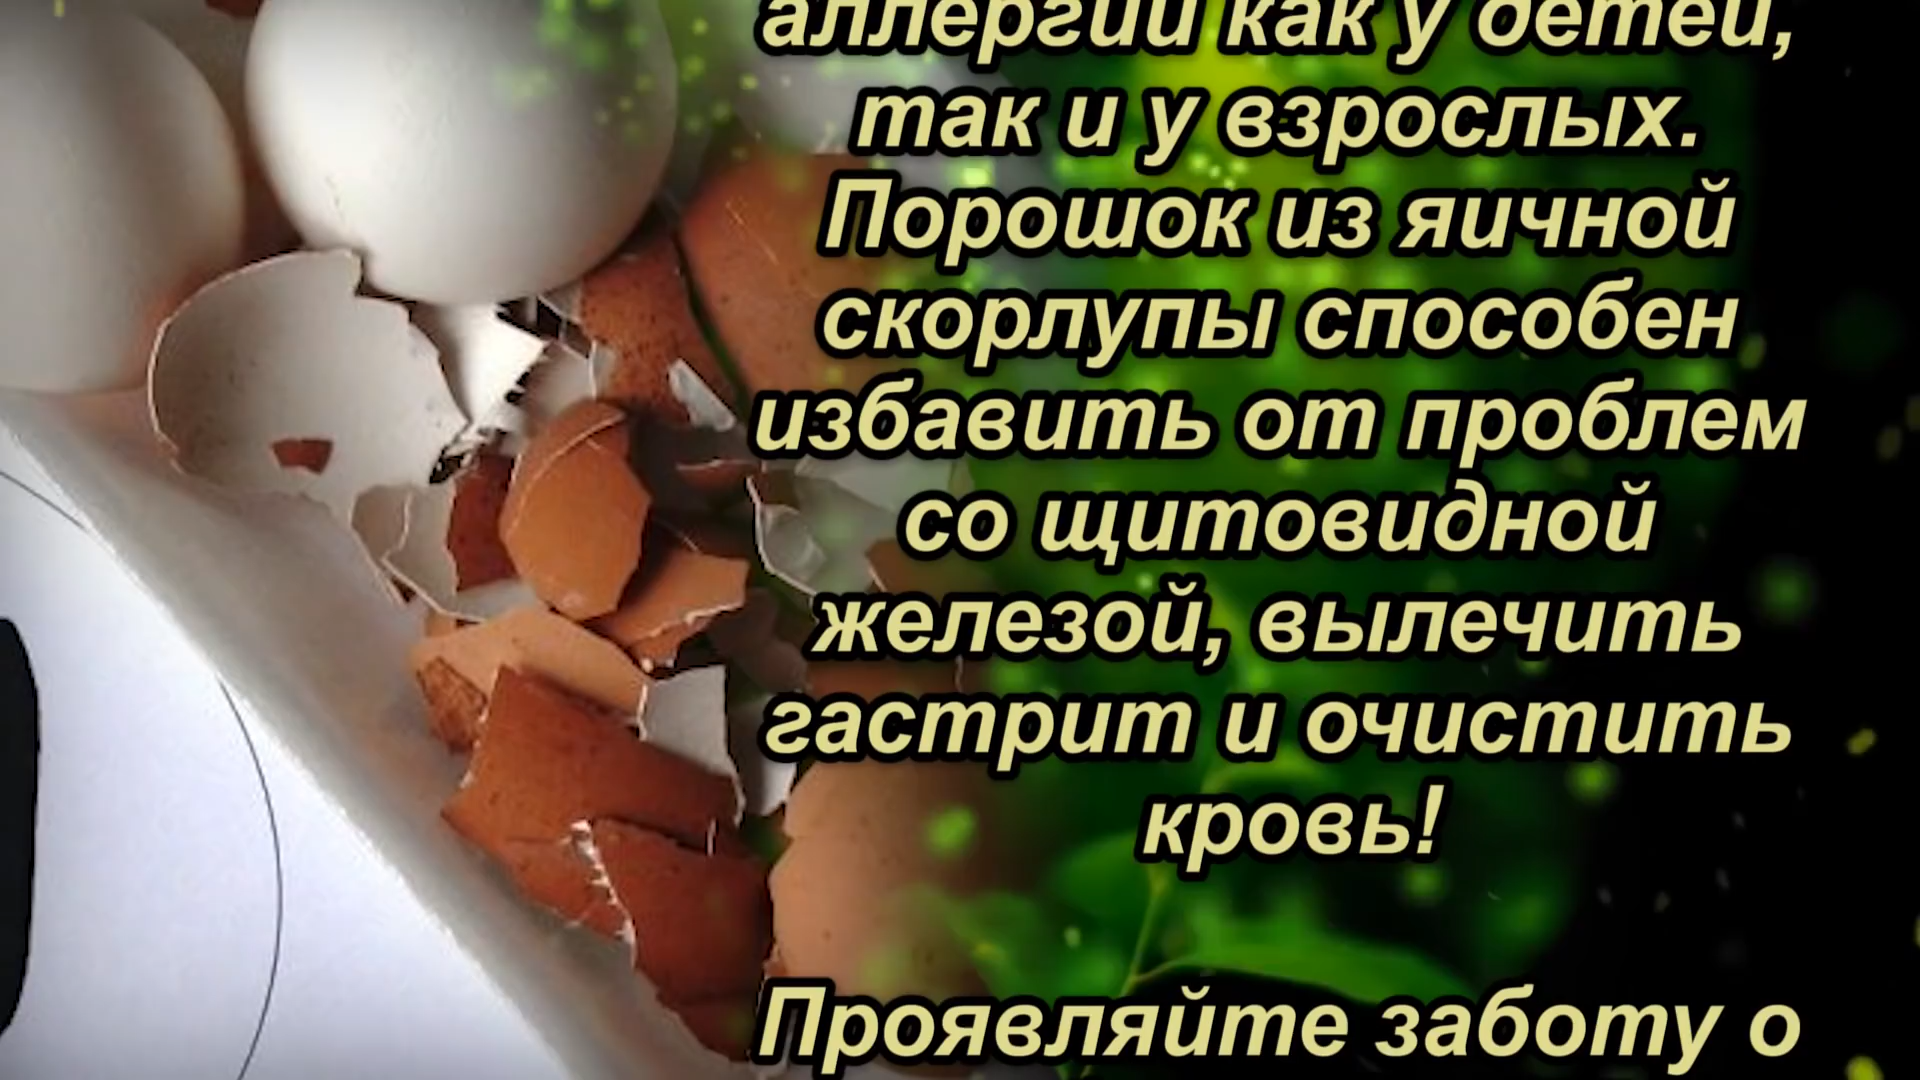 аллергии как у детей,
так и у взрослых.
Порошок из яичной
скорлупы способен
избавить от проблем
со щитовидной
железой, вылечить
гастрит и очистить
кровь!
Проявляйте заботу о